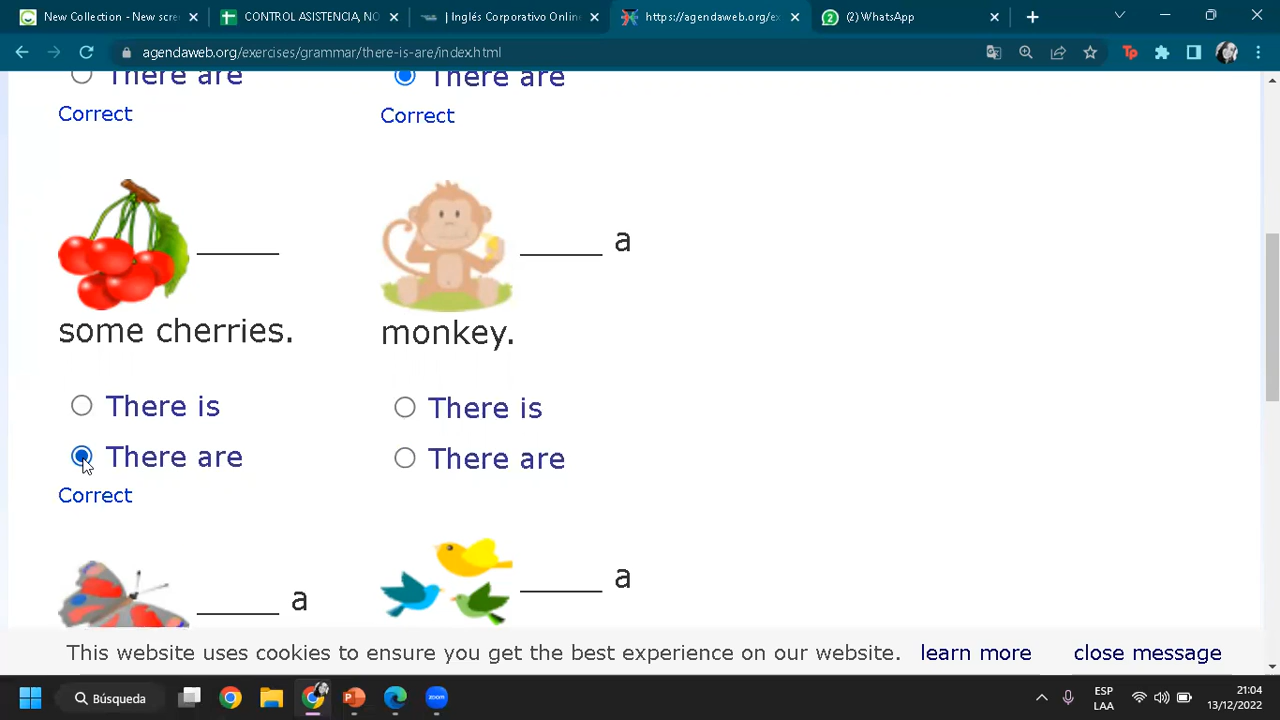 New Collection - New scre
CONTROL ASISTENCIA, NO
| Inglés Corporativo Online
https://agendaweb.org/ex
2
(2) WhatsApp
agendaweb.org/exercises/grammar/there-is-are/index.html
There are
There are
Correct
Correct
_____
_____ a
some cherries.
monkey.
There is
There is
There are
There are
Correct
_____ a
_____ a
This website uses cookies to ensure you get the best experience on our website. learn more close message
Búsqueda
zoom
ESP
LAA
21:04
13/12/2022